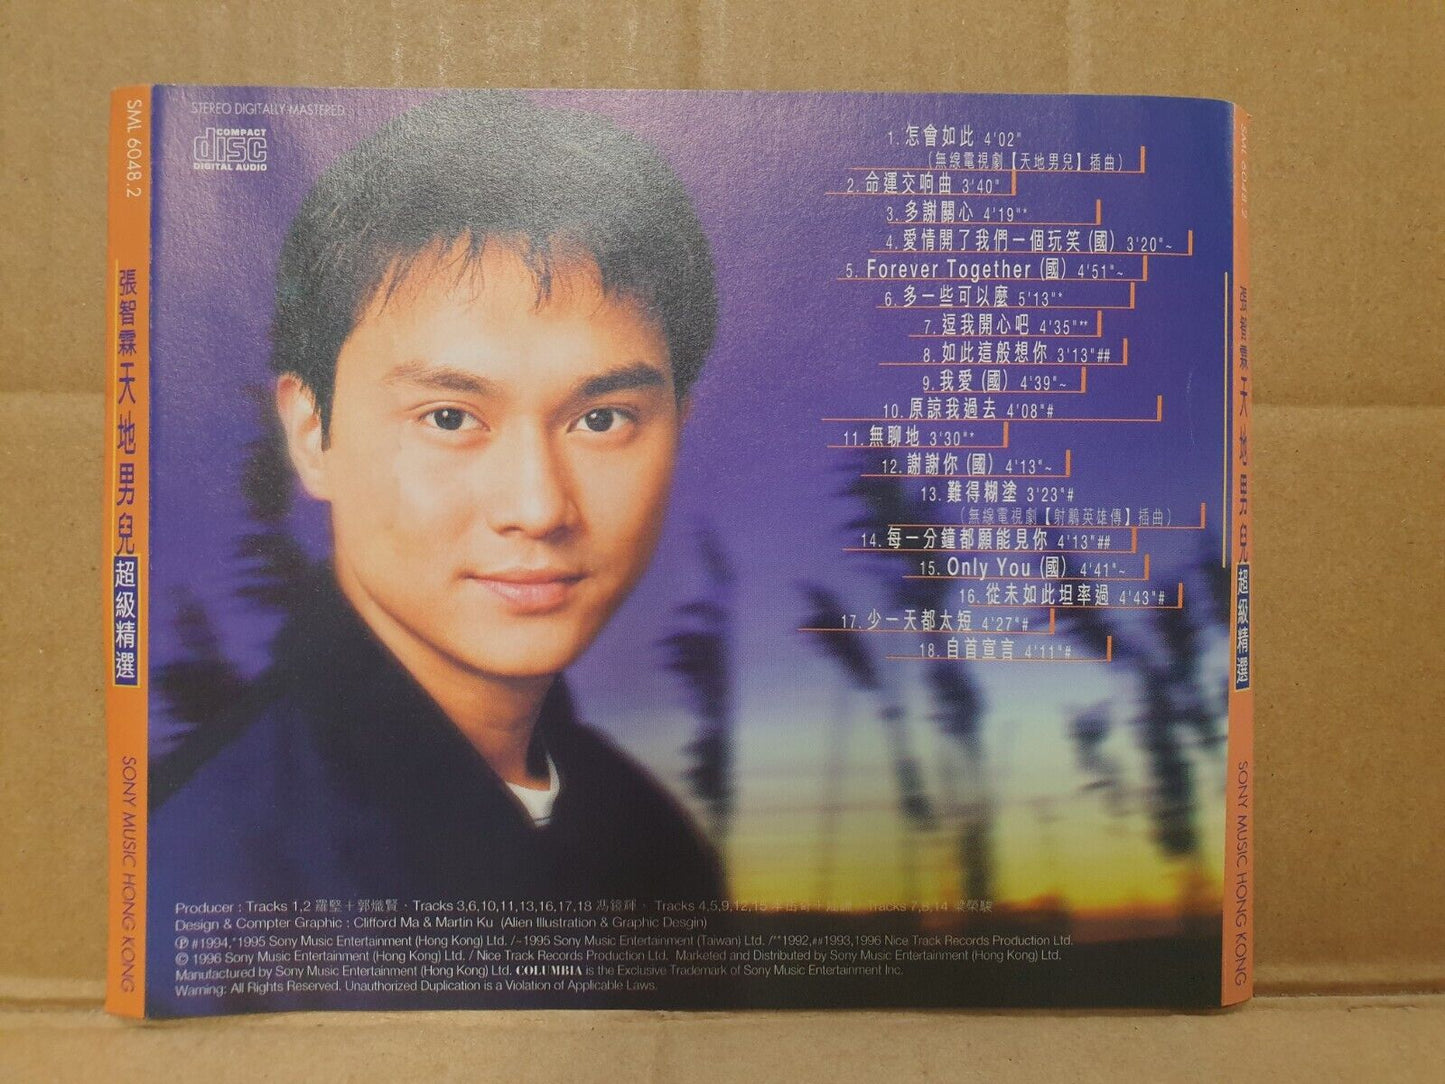 SML 6048.2
張智霖 天地男兒 超級精選
SONY MUSIC HONG KONG
STEREO DIGITALLY MASTERED
COMPACT
disc
DIGITAL AUDIO
1. 怎會如此 4'02"
(無線電視劇【天地男兒】插曲)
2. 命運交响曲 3'40"
3. 多謝關心 4'19"*
4. 愛情開了我們一個玩笑 (國) 3'20"~
5. Forever Together (國) 4'51"~
6. 多一些可以麼 5'13"*
7. 逗我開心吧 4'35"**
8. 如此這般想你 3'13"##
9. 我愛 (國) 4'39"~
10. 原諒我過去 4'08"#
11. 無聊地 3'30"*
12. 謝謝你 (國) 4'13"~
13. 難得糊塗 3'23"#
(無線電視劇【射鵰英雄傳】插曲)
14. 每一分鐘都願能見你 4'13"##
15. Only You (國) 4'41"~
16. 從未如此坦率過 4'43"#
17. 少一天都太短 4'27"#
18. 自首宣言 4'11"#
Producer : Tracks 1,2 羅堅＋郭熾賢、Tracks 3,6,10,11,13,16,17,18 馮鏡輝、 Tracks 4,5,9,12,15 Tracks 7,8,14 梁榮駿
Design & Compter Graphic : Clifford Ma & Martin Ku (Alien Illustration & Graphic Desgin)
Ⓟ #1994,*1995 Sony Music Entertainment (Hong Kong) Ltd. /~1995 Sony Music Entertainment (Taiwan) Ltd. /**1992,##1993,1996 Nice Track Records Production Ltd.
© 1996 Sony Music Entertainment (Hong Kong) Ltd. / Nice Track Records Production Ltd. Marketed and Distributed by Sony Music Entertainment (Hong Kong) Ltd.
Manufactured by Sony Music Entertainment (Hong Kong) Ltd. COLUMBIA is the Exclusive Trademark of Sony Music Entertainment Inc.
Warning: All Rights Reserved. Unauthorized Duplication is a Violation of Applicable Laws.
SML 6048.2
張智霖 天地男兒 超級精選
SONY MUSIC HONG KONG